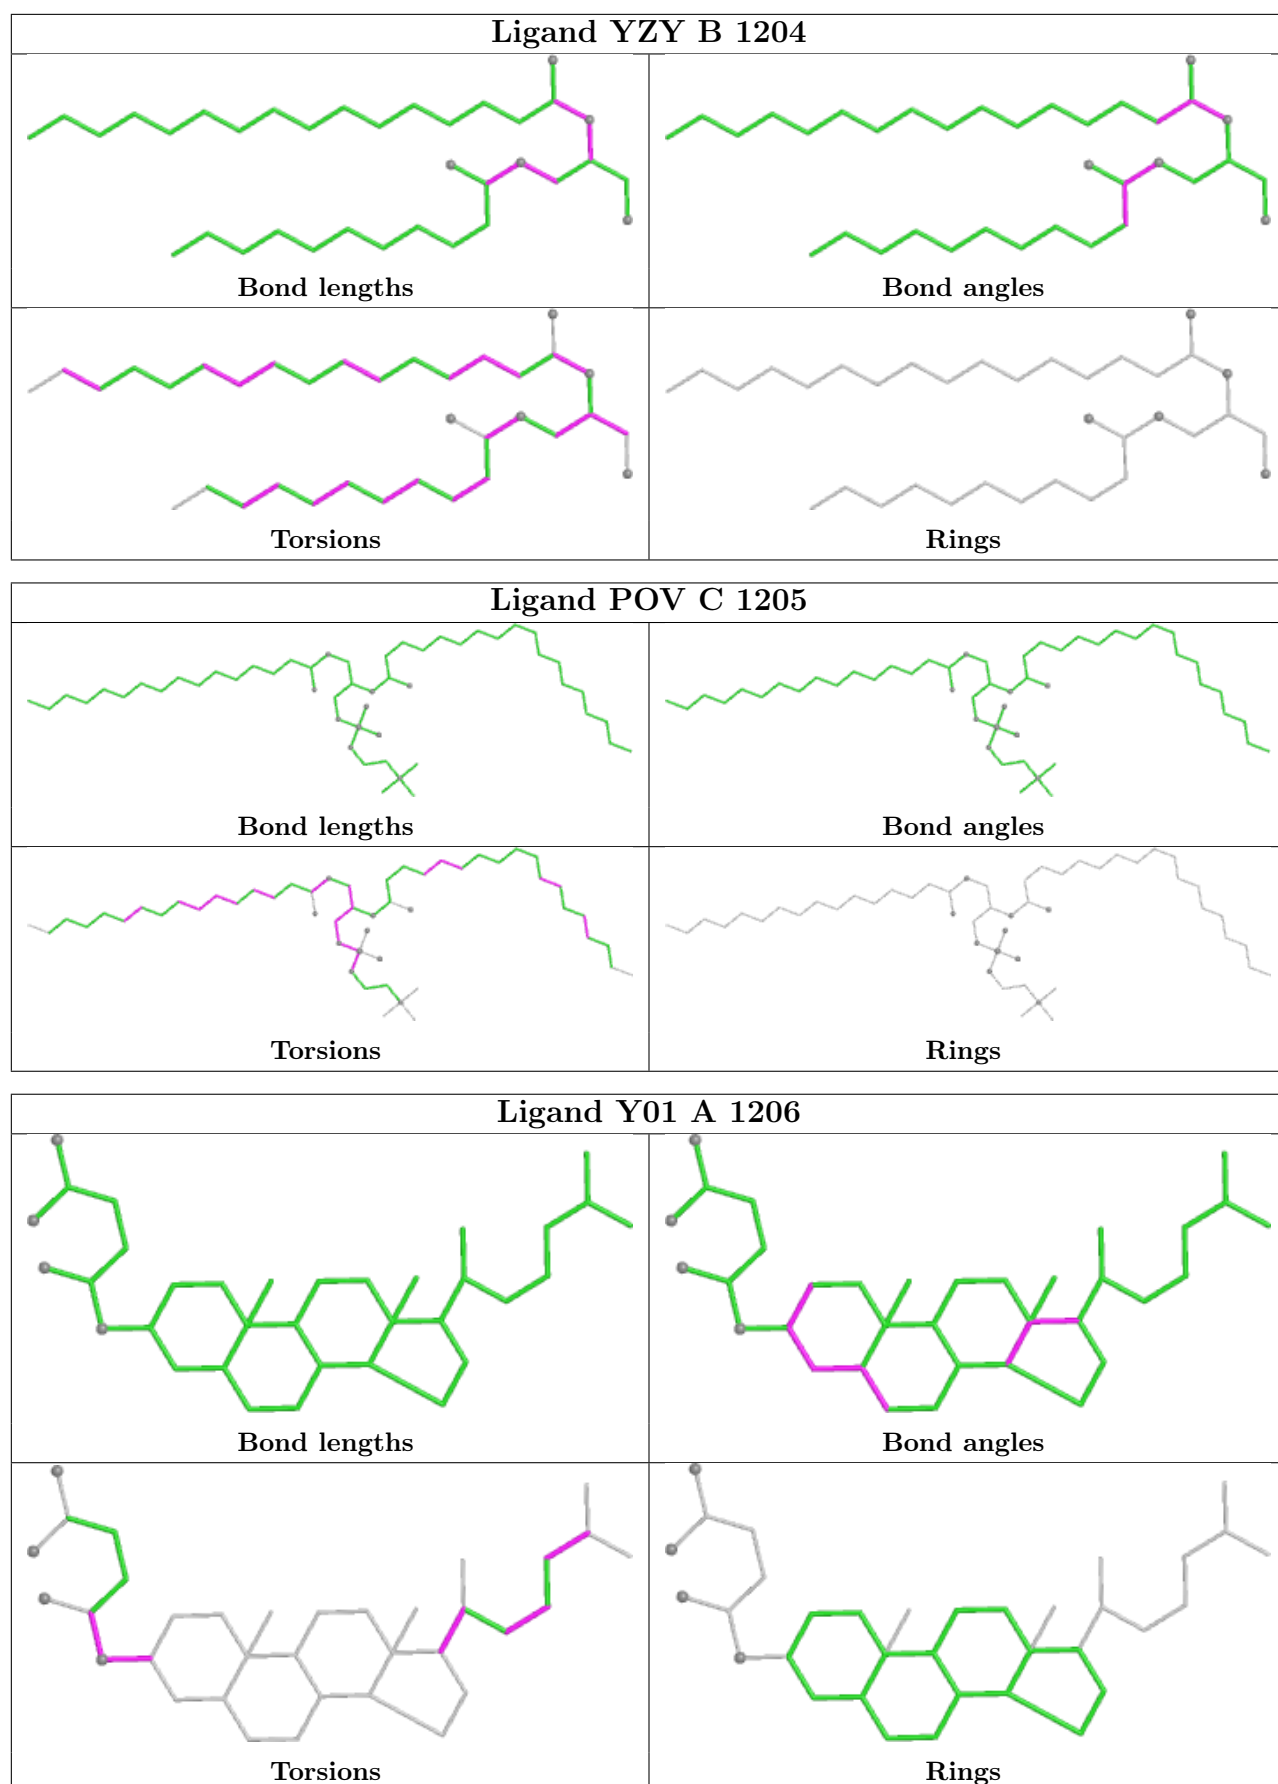 Ligand YZY B 1204
Bond lengths
Bond angles
Torsions
Rings
Ligand POV C 1205
Bond lengths
Bond angles
Torsions
Rings
Ligand Y01 A 1206
Bond lengths
Bond angles
Torsions
Rings